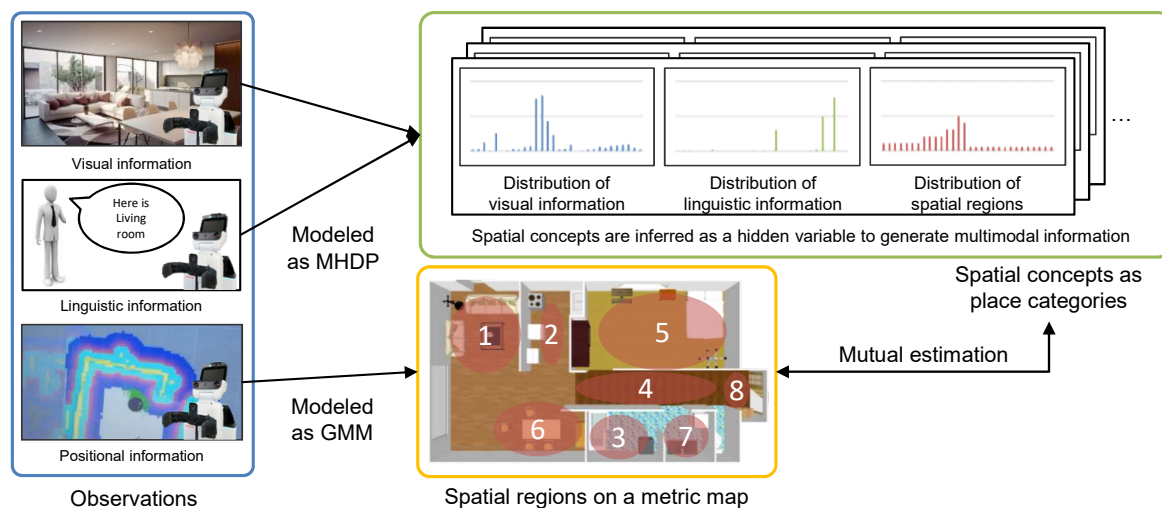 Visual information
Here is
Living
room
Linguistic information
Positional information
Observations
Modeled
as MHDP
Modeled
as GMM
Distribution of
visual information
Distribution of
linguistic information
Distribution of
spatial regions
...
Spatial concepts are inferred as a hidden variable to generate multimodal information
1
2
5
4
8
6
3
7
Spatial regions on a metric map
Spatial concepts as
place categories
Mutual estimation